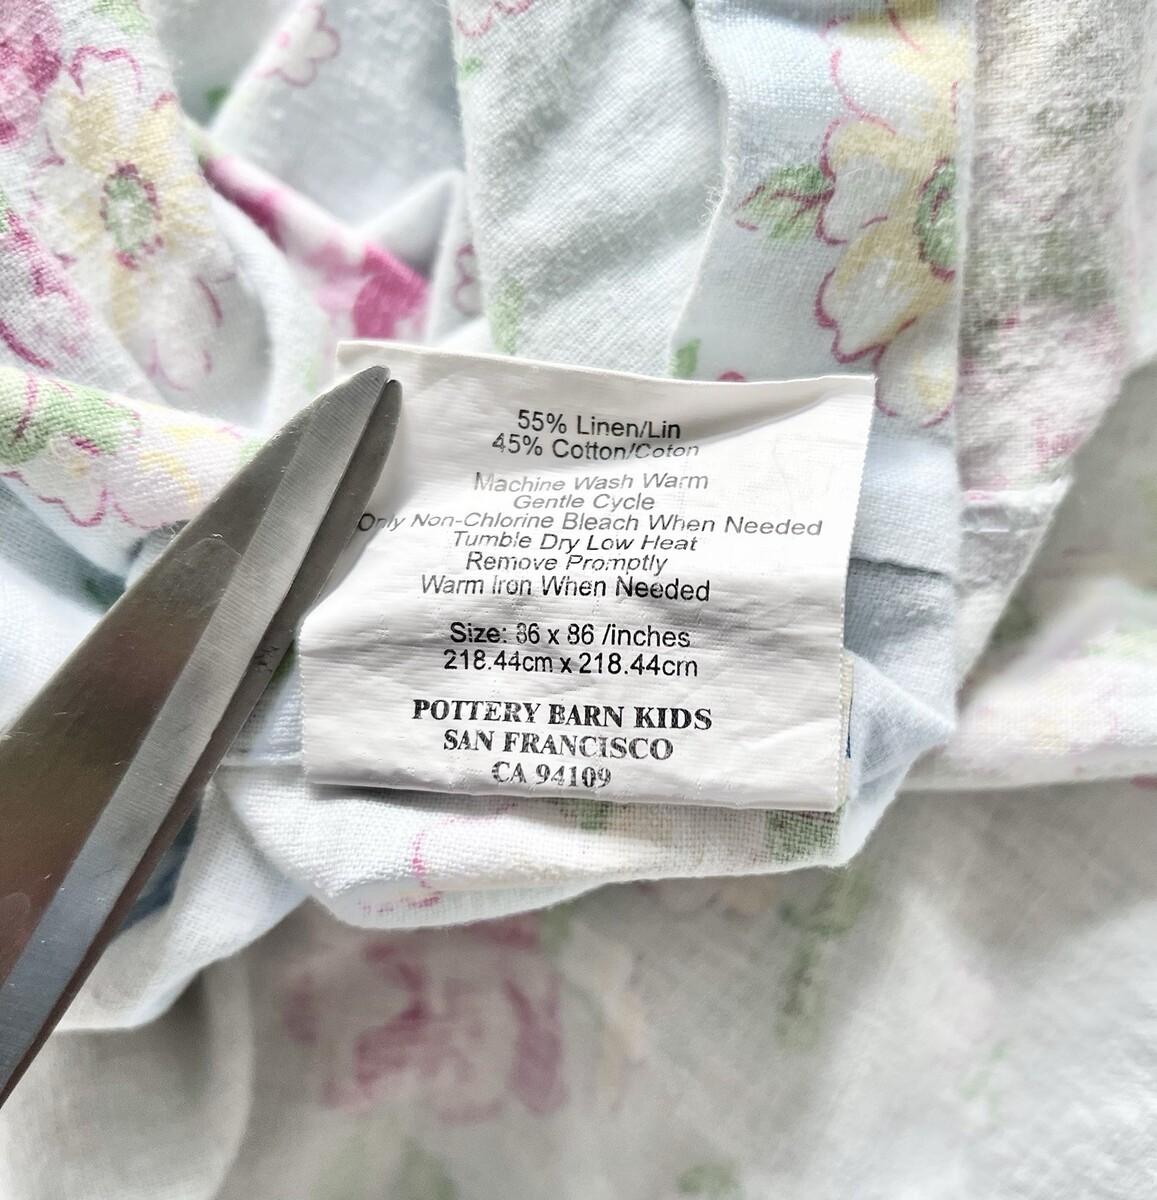 55% Linen/Lin
45% Cotton/Coton
Machine Wash Warm
Gentle Cycle
Only Non-Chlorine Bleach When Needed
Tumble Dry Low Heat
Remove Promptly
Warm Iron When Needed
Size: 86 x 86 /inches
218.44cm x 218.44cm
POTTERY BARN KIDS
SAN FRANCISCO
CA 94109